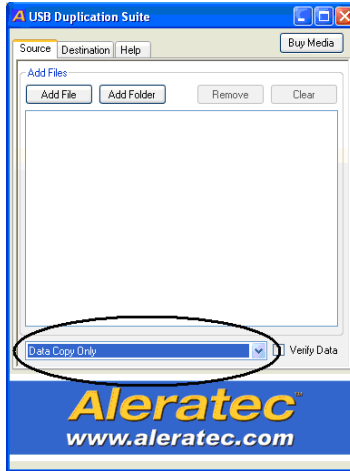 A USB Duplication Suite
Source Destination Help Buy Media
Add Files
Add File Add Folder Remove Clear
Data Copy Only Verify Data
Aleratec™
www.aleratec.com